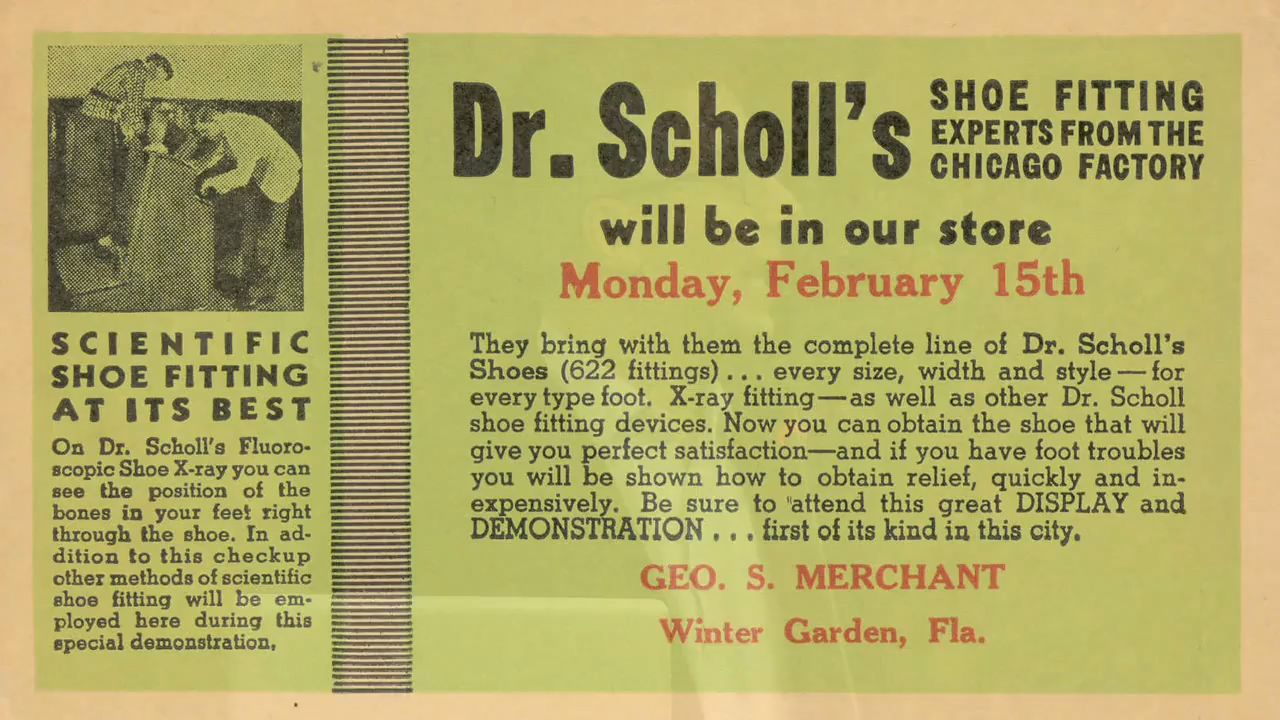 SCIENTIFIC
SHOE FITTING
AT ITS BEST
On Dr. Scholl's Fluoro-
scopic Shoe X-ray you can
see the position of the
bones in your feet right
through the shoe. In ad-
dition to this checkup
other methods of scientific
shoe fitting will be em-
ployed here during this
special demonstration.
Dr. Scholl's
SHOE FITTING
EXPERTS FROM THE
CHICAGO FACTORY
will be in our store
Monday, February 15th
They bring with them the complete line of Dr. Scholl's
Shoes (622 fittings) . . . every size, width and style—for
every type foot. X-ray fitting—as well as other Dr. Scholl
shoe fitting devices. Now you can obtain the shoe that will
give you perfect satisfaction—and if you have foot troubles
you will be shown how to obtain relief, quickly and in-
expensively. Be sure to attend this great DISPLAY and
DEMONSTRATION . . . first of its kind in this city.
GEO. S. MERCHANT
Winter Garden, Fla.